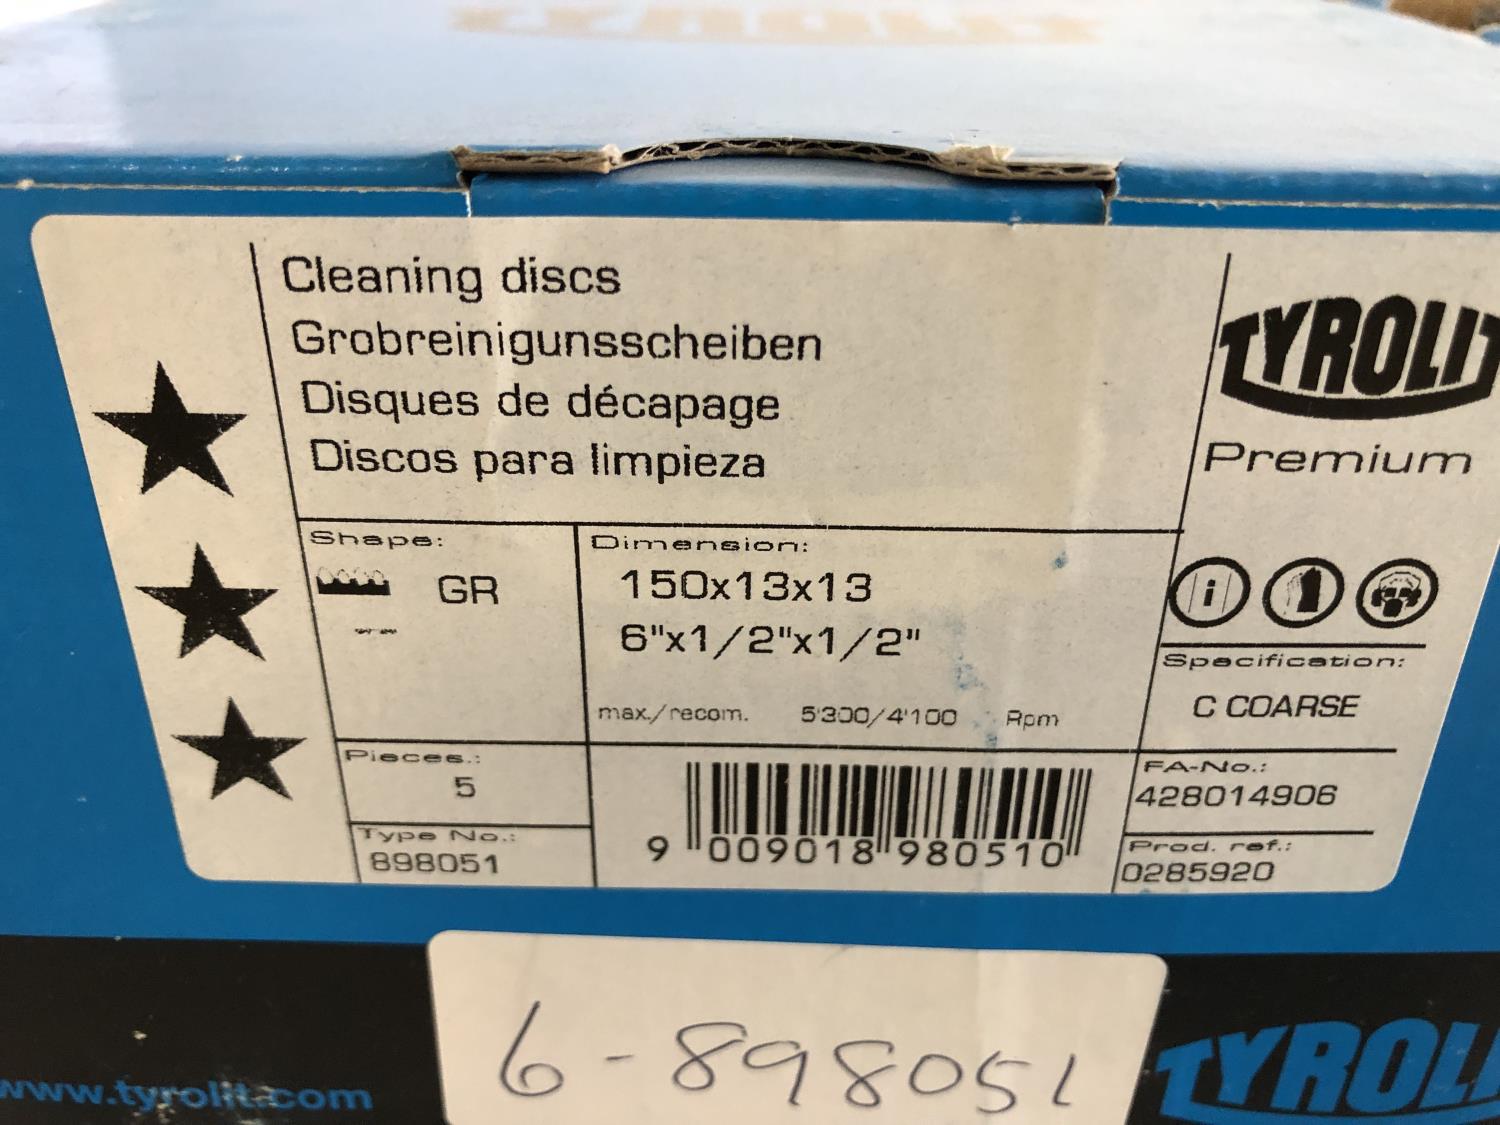 TYROLIT
Cleaning discs
Grobreinigunsscheiben
Disques de décapage
Discos para limpieza
TYROLIT
Premium
Shape:
GR
Dimension:
150x13x13
6"x1/2"x1/2"
max./recom. 5'300/4'100 Rpm
Specification:
C COARSE
Pieces.:
5
Type No.:
898051
9 009018 980510
FA-No.:
428014906
Prod. ref.:
0285920
6-898051
www.tyrolit.com
TYROLI